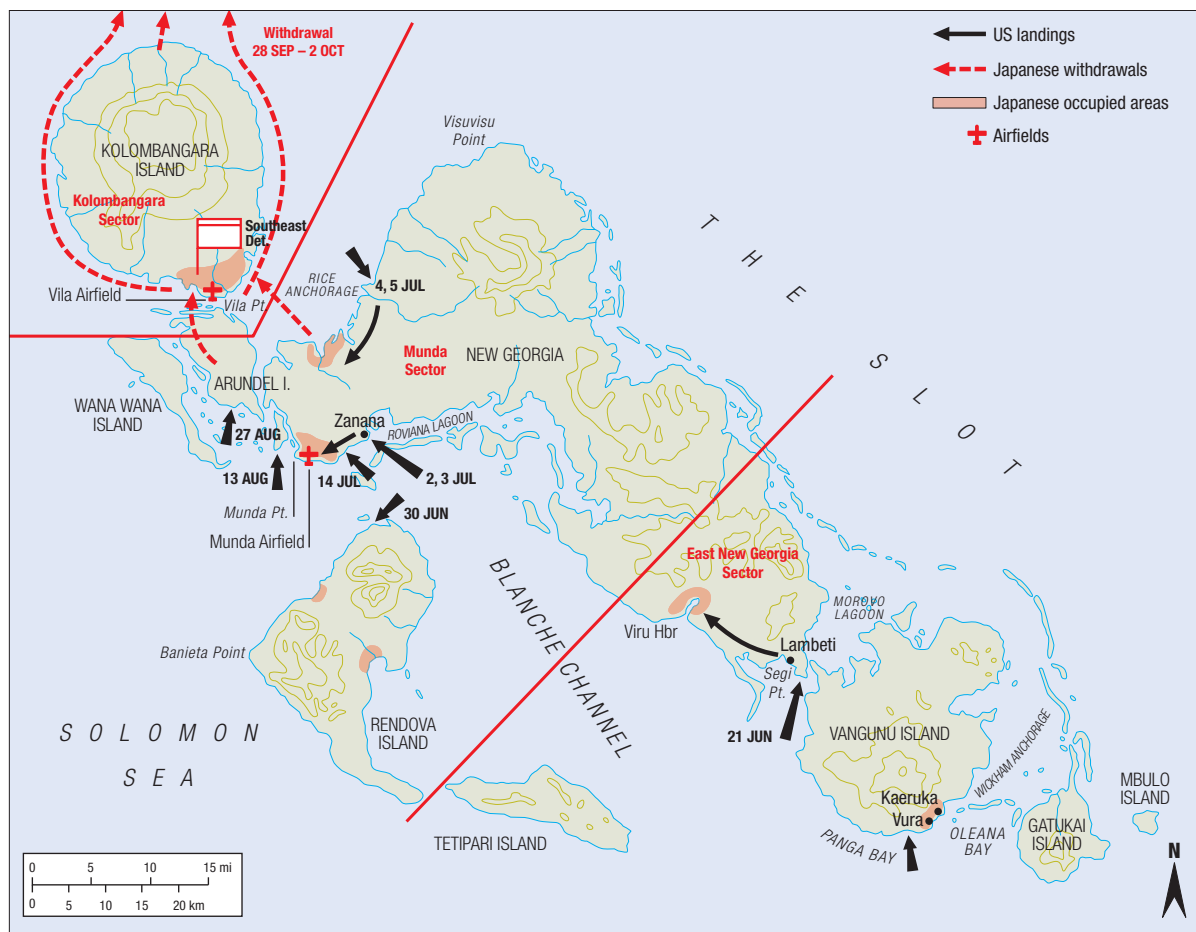 Withdrawal
28 SEP – 2 OCT
US landings
Japanese withdrawals
Japanese occupied areas
Airfields
Visuvisu
Point
KOLOMBANGARA
ISLAND
Kolombangara
Sector
Southeast
Det.
THE SLOT
RICE
ANCHORAGE
4, 5 JUL
Vila Airfield
Vila Pt.
Munda
Sector
NEW GEORGIA
ARUNDEL I.
WANA WANA
ISLAND
Zanana
ROVIANA LAGOON
27 AUG
13 AUG
14 JUL
2, 3 JUL
Munda Pt.
30 JUN
Munda Airfield
BLANCHE CHANNEL
East New Georgia
Sector
MOROVO
LAGOON
Viru Hbr
Lambeti
Segi
Pt.
Banieta Point
RENDOVA
ISLAND
21 JUN
VANGUNU ISLAND
WICKHAM ANCHORAGE
SOLOMON
SEA
MBULO
ISLAND
Kaeruka
Vura
OLEANA
BAY
GATUKAI
ISLAND
PANGA BAY
TETIPARI ISLAND
N
0 5 10 15 mi
0 5 10 15 20 km